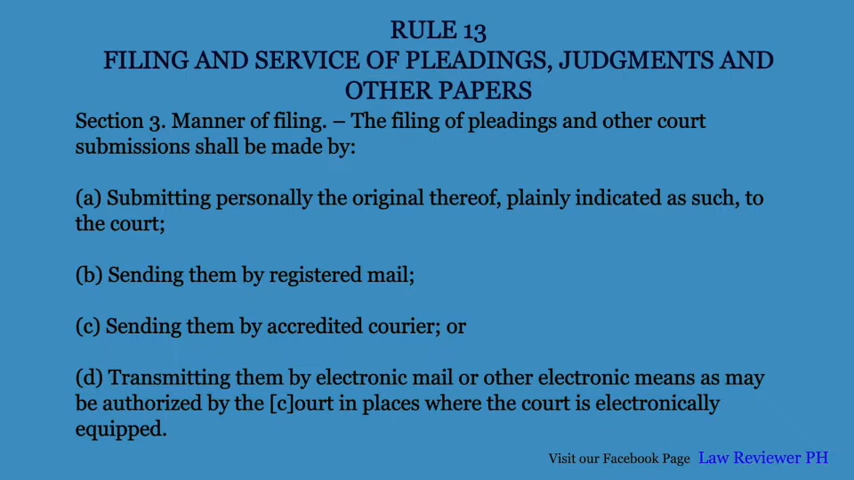 RULE 13
FILING AND SERVICE OF PLEADINGS, JUDGMENTS AND
OTHER PAPERS
Section 3. Manner of filing. – The filing of pleadings and other court
submissions shall be made by:
(a) Submitting personally the original thereof, plainly indicated as such, to
the court;
(b) Sending them by registered mail;
(c) Sending them by accredited courier; or
(d) Transmitting them by electronic mail or other electronic means as may
be authorized by the [c]ourt in places where the court is electronically
equipped.
Visit our Facebook Page Law Reviewer PH